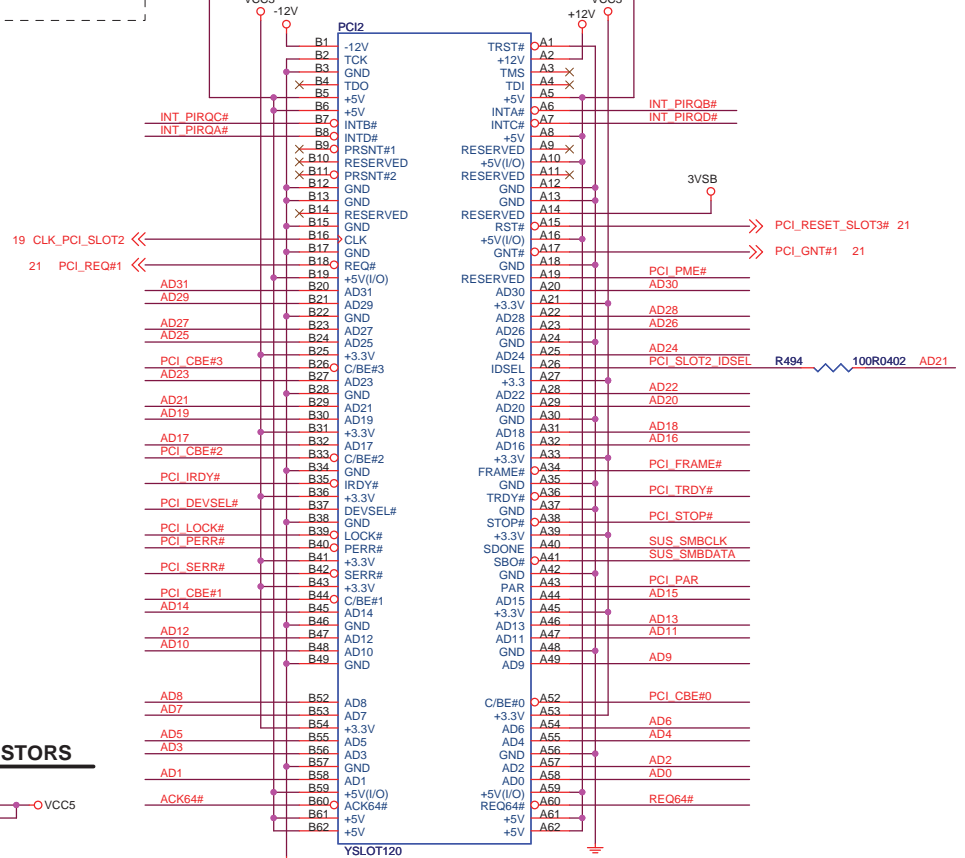 VCC3 -12V +12V VCC3
PCI2
B1 -12V TRST# A1
B2 TCK +12V A2
B3 GND TMS A3
B4 TDO TDI A4
B5 +5V +5V A5
INT_PIRQB#
B6 +5V INTA# A6
INT_PIRQC# INT_PIRQD#
B7 INTB# INTC# A7
INT_PIRQA#
B8 INTD# +5V A8
B9 PRSNT#1 RESERVED A9
B10 RESERVED +5V(I/O) A10
B11 PRSNT#2 RESERVED A11
3VSB
B12 GND GND A12
B13 GND GND A13
B14 RESERVED RESERVED A14
B15 GND RST# A15 PCI_RESET_SLOT3# 21
19 CLK_PCI_SLOT2 B16 CLK +5V(I/O) A16
B17 GND GNT# A17 PCI_GNT#1 21
21 PCI_REQ#1 B18 REQ# GND A18
B19 +5V(I/O) RESERVED A19 PCI_PME#
AD31 B20 AD31 AD30 A20 AD30
AD29 B21 AD29 +3.3V A21
B22 GND AD28 A22 AD28
AD27 B23 AD27 AD26 A23 AD26
AD25 B24 AD25 GND A24
B25 +3.3V AD24 A25 AD24
PCI_CBE#3 B26 C/BE#3 IDSEL A26 PCI_SLOT2_IDSEL R494 100R0402 AD21
AD23 B27 AD23 +3.3 A27
B28 GND AD22 A28 AD22
AD21 B29 AD21 AD20 A29 AD20
AD19 B30 AD19 GND A30
B31 +3.3V AD18 A31 AD18
AD17 B32 AD17 AD16 A32 AD16
PCI_CBE#2 B33 C/BE#2 +3.3V A33
B34 GND FRAME# A34 PCI_FRAME#
PCI_IRDY# B35 IRDY# GND A35
B36 +3.3V TRDY# A36 PCI_TRDY#
PCI_DEVSEL# B37 DEVSEL# GND A37
B38 GND STOP# A38 PCI_STOP#
PCI_LOCK# B39 LOCK# +3.3V A39
PCI_PERR# B40 PERR# SDONE A40 SUS_SMBCLK
B41 +3.3V SBO# A41 SUS_SMBDATA
PCI_SERR# B42 SERR# GND A42
B43 +3.3V PAR A43 PCI_PAR
PCI_CBE#1 B44 C/BE#1 AD15 A44 AD15
AD14 B45 AD14 +3.3V A45
B46 GND AD13 A46 AD13
AD12 B47 AD12 AD11 A47 AD11
AD10 B48 AD10 GND A48
B49 GND AD9 A49 AD9
AD8 B52 AD8 C/BE#0 A52 PCI_CBE#0
AD7 B53 AD7 +3.3V A53
B54 +3.3V AD6 A54 AD6
AD5 B55 AD5 AD4 A55 AD4
AD3 B56 AD3 GND A56
B57 GND AD2 A57 AD2
AD1 B58 AD1 AD0 A58 AD0
B59 +5V(I/O) +5V(I/O) A59
ACK64# B60 ACK64# REQ64# A60 REQ64#
B61 +5V +5V A61
B62 +5V +5V A62
YSLOT120
STORS
VCC5